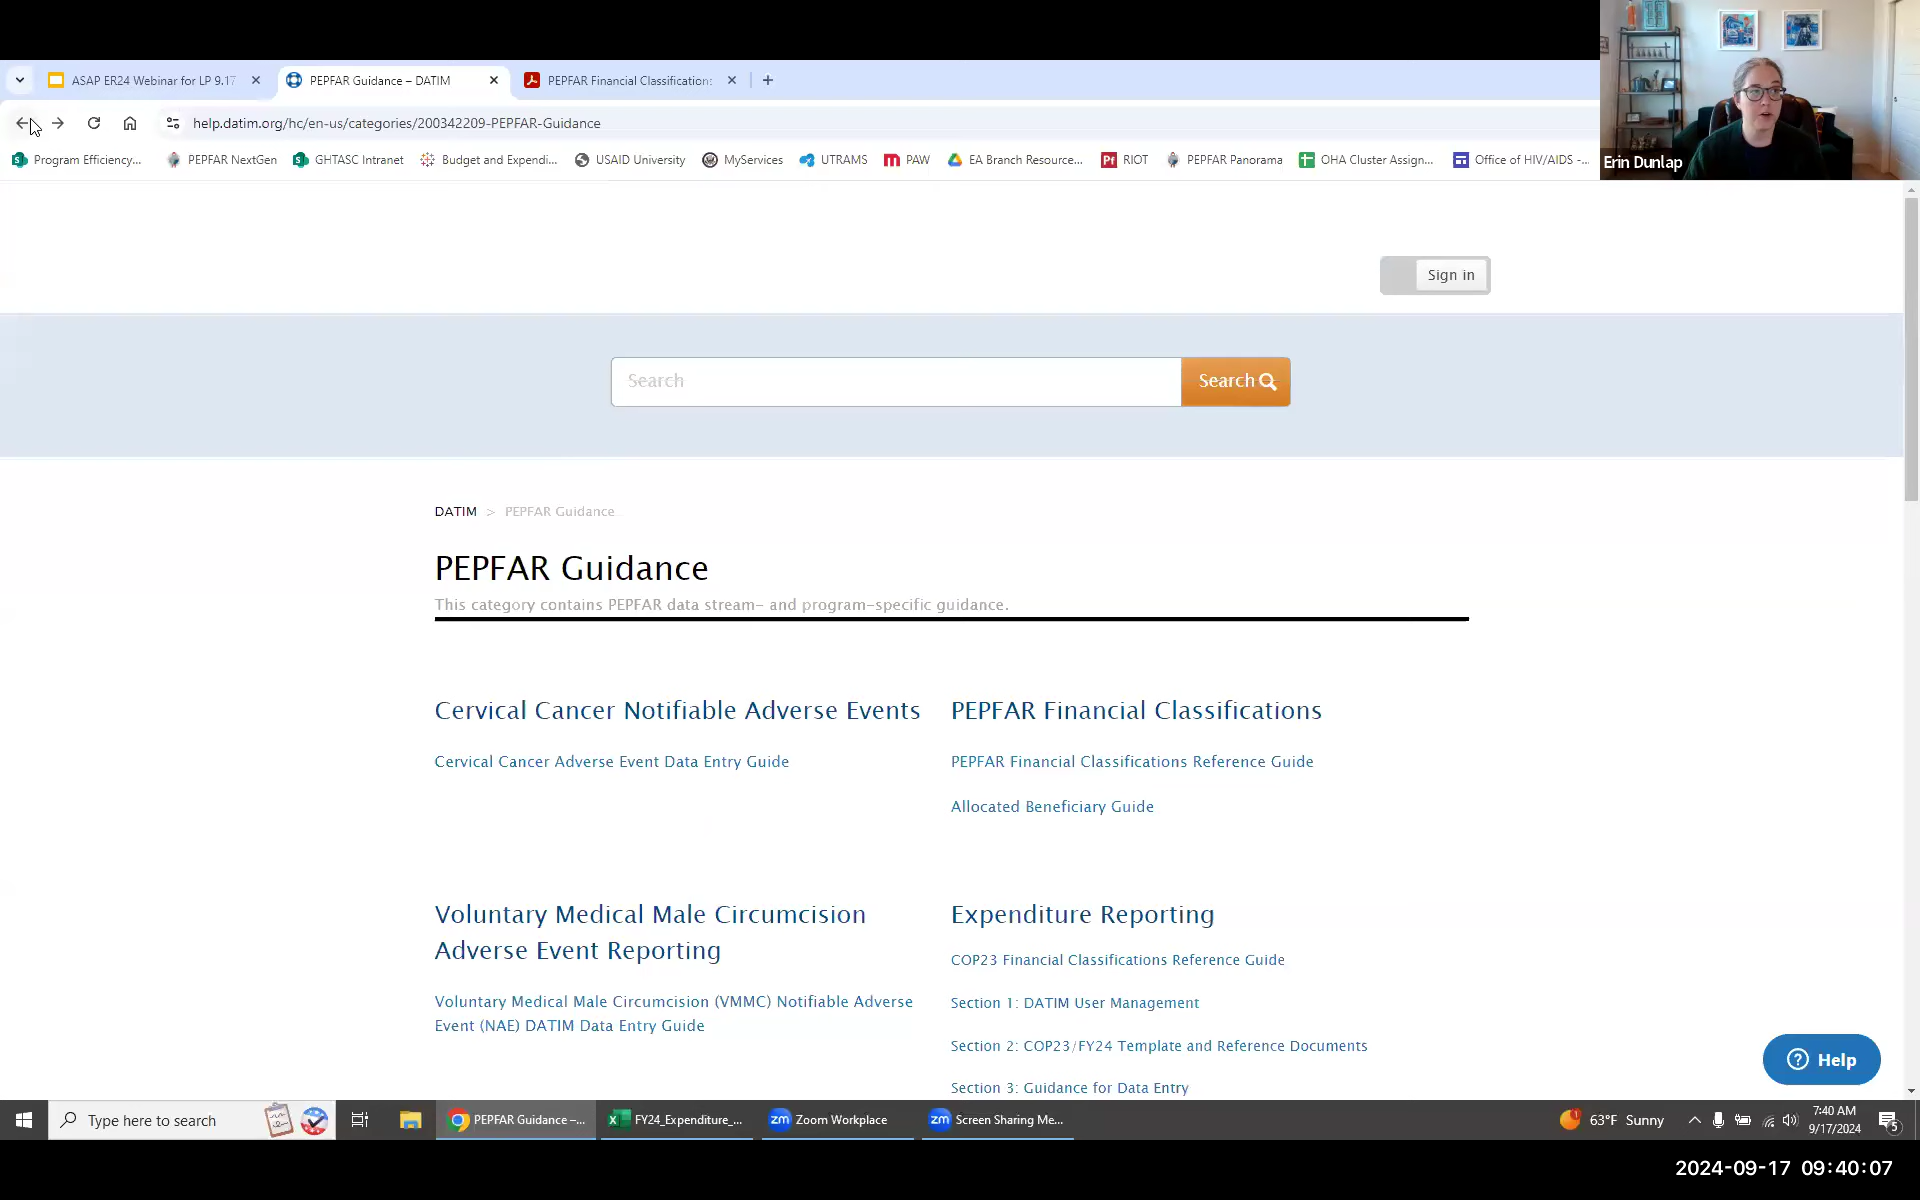 ASAP ER24 Webinar for LP 9.17
PEPFAR Guidance – DATIM
PEPFAR Financial Classification:
help.datim.org/hc/en-us/categories/200342209-PEPFAR-Guidance
Program Efficiency...
PEPFAR NextGen
GHTASC Intranet
Budget and Expendi...
USAID University
MyServices
UTRAMS
PAW
EA Branch Resource...
RIOT
PEPFAR Panorama
OHA Cluster Assign...
Office of HIV/AIDS -...
Erin Dunlap
Sign in
Search
Search
DATIM > PEPFAR Guidance
PEPFAR Guidance
This category contains PEPFAR data stream- and program-specific guidance.
Cervical Cancer Notifiable Adverse Events
Cervical Cancer Adverse Event Data Entry Guide
PEPFAR Financial Classifications
PEPFAR Financial Classifications Reference Guide
Allocated Beneficiary Guide
Voluntary Medical Male Circumcision
Adverse Event Reporting
Voluntary Medical Male Circumcision (VMMC) Notifiable Adverse
Event (NAE) DATIM Data Entry Guide
Expenditure Reporting
COP23 Financial Classifications Reference Guide
Section 1: DATIM User Management
Section 2: COP23/FY24 Template and Reference Documents
Section 3: Guidance for Data Entry
Help
Type here to search
PEPFAR Guidance –...
FY24_Expenditure_...
zm Zoom Workplace
zm Screen Sharing Me...
63°F Sunny
7:40 AM
9/17/2024
5
2024-09-17 09:40:07